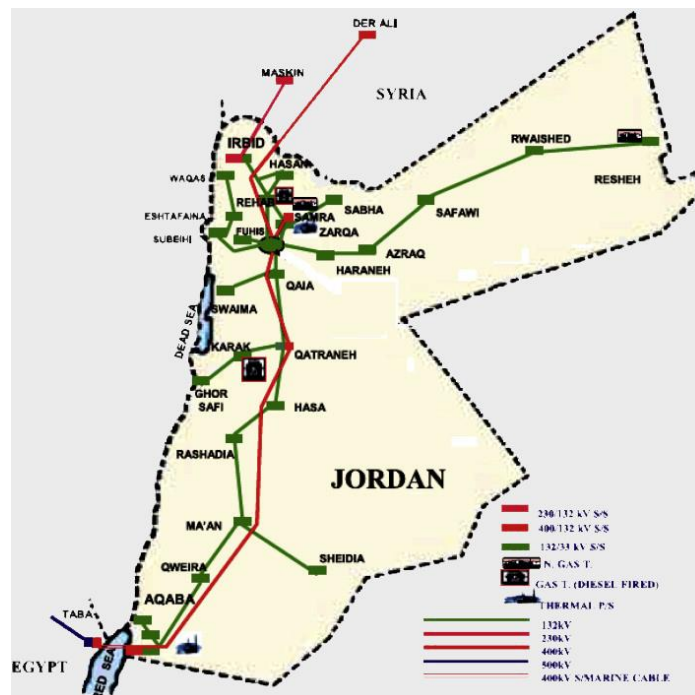 DER ALI
MASKIN
SYRIA
IRBID
HASAN
RWAISHED
RESHEH
WAQAS
REHAB
ESHTAFAINA
SAMRA
SABHA
SAFAWI
SUBEIHI
FUHIS
ZARQA
AZRAQ
HARANEH
QAIA
SWAIMA
DEAD SEA
KARAK
QATRANEH
GHOR
SAFI
HASA
RASHADIA
JORDAN
MA'AN
SHEIDIA
QWEIRA
AQABA
TABA
EGYPT
RED SEA
230/132 kV S/S
400/132 kV S/S
132/33 kV S/S
N. GAS T.
GAS T. (DIESEL FIRED)
THERMAL P/S
132kV
230kV
400kV
500kV
400kV S/MARINE CABLE